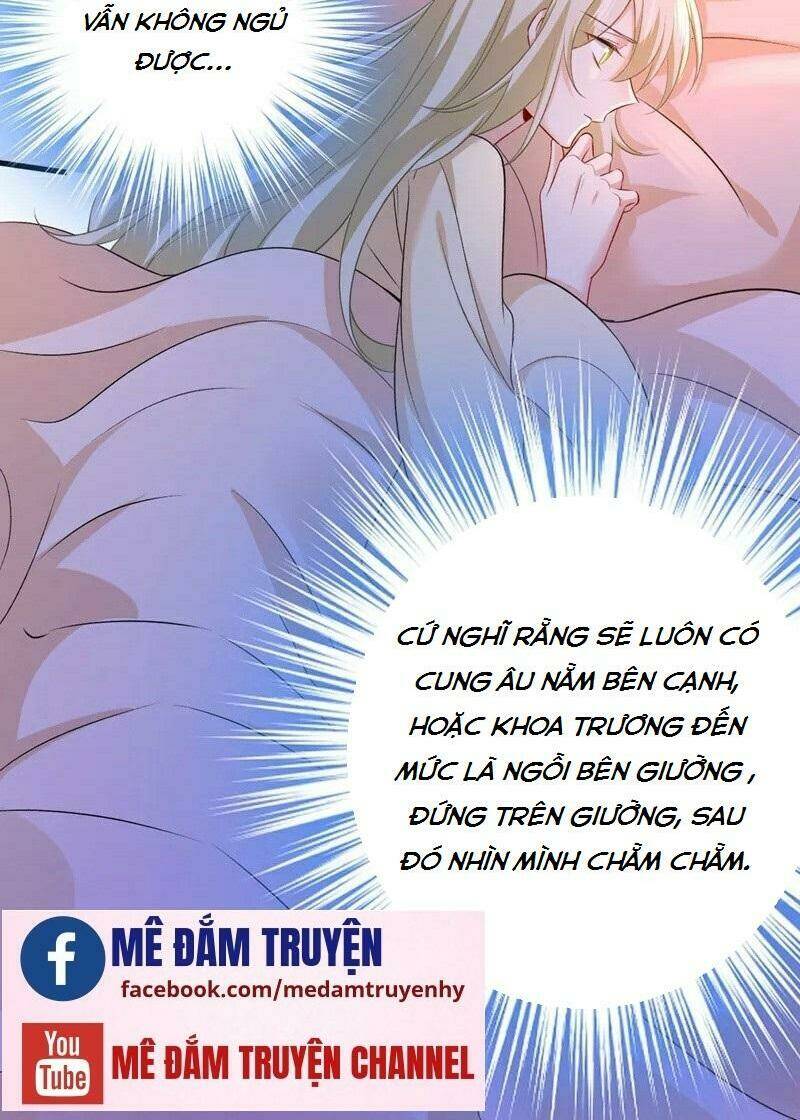 VẪN KHÔNG NGỦ
ĐƯỢC...
CỨ NGHĨ RẰNG SẼ LUÔN CÓ
CUNG ÂU NẰM BÊN CẠNH,
HOẶC KHOA TRƯƠNG ĐẾN
MỨC LÀ NGỒI BÊN GIƯỜNG ,
ĐỨNG TRÊN GIƯỜNG, SAU
ĐÓ NHÌN MÌNH CHẰM CHẰM.
f MÊ ĐẮM TRUYỆN
facebook.com/medamtruyenhy
You
Tube
MÊ ĐẮM TRUYỆN CHANNEL